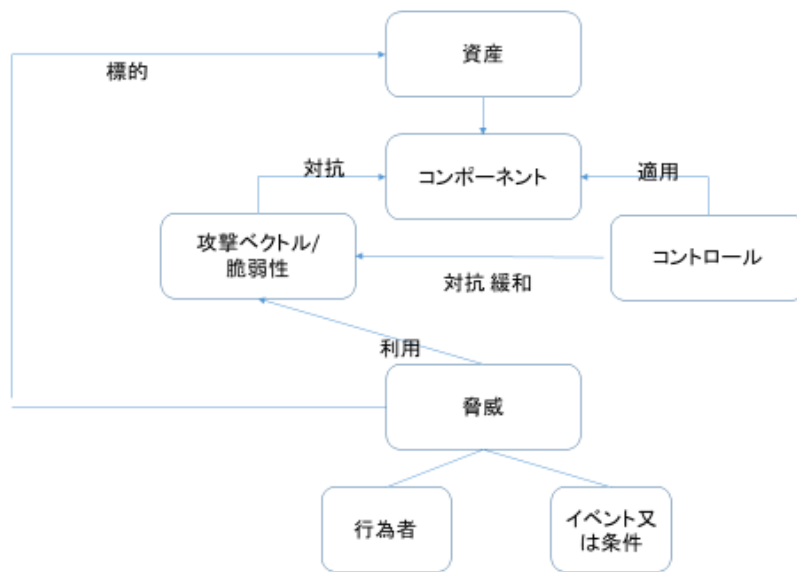 資産
標的
対抗
コンポーネント
適用
攻撃ベクトル/
脆弱性
コントロール
対抗 緩和
利用
脅威
行為者
イベント又
は条件